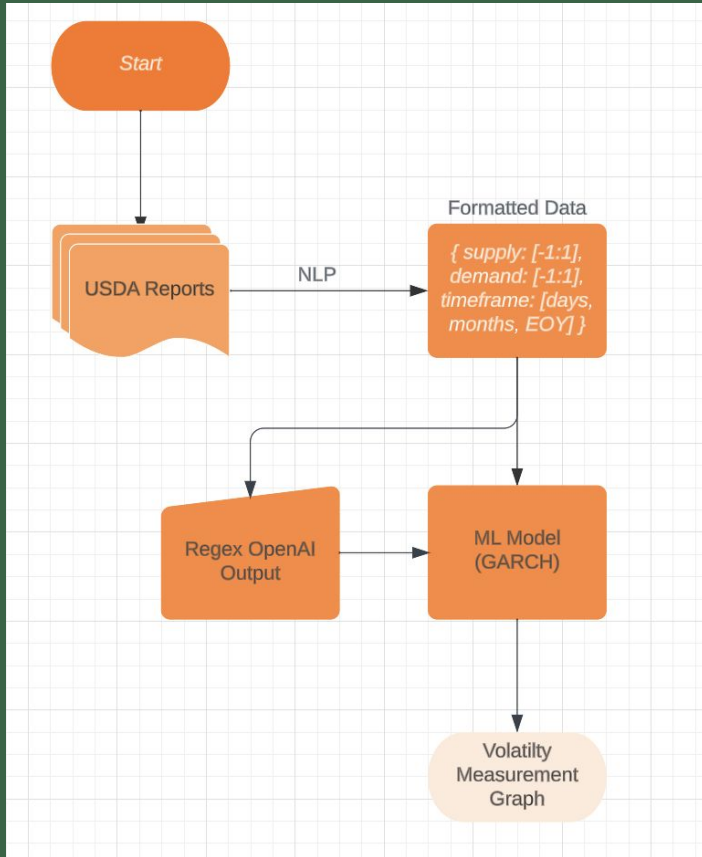 Start
Formatted Data
USDA Reports
NLP
{ supply: [-1:1],
demand: [-1:1],
timeframe: [days,
months, EOY] }
Regex OpenAI
Output
ML Model
(GARCH)
Volatilty
Measurement
Graph